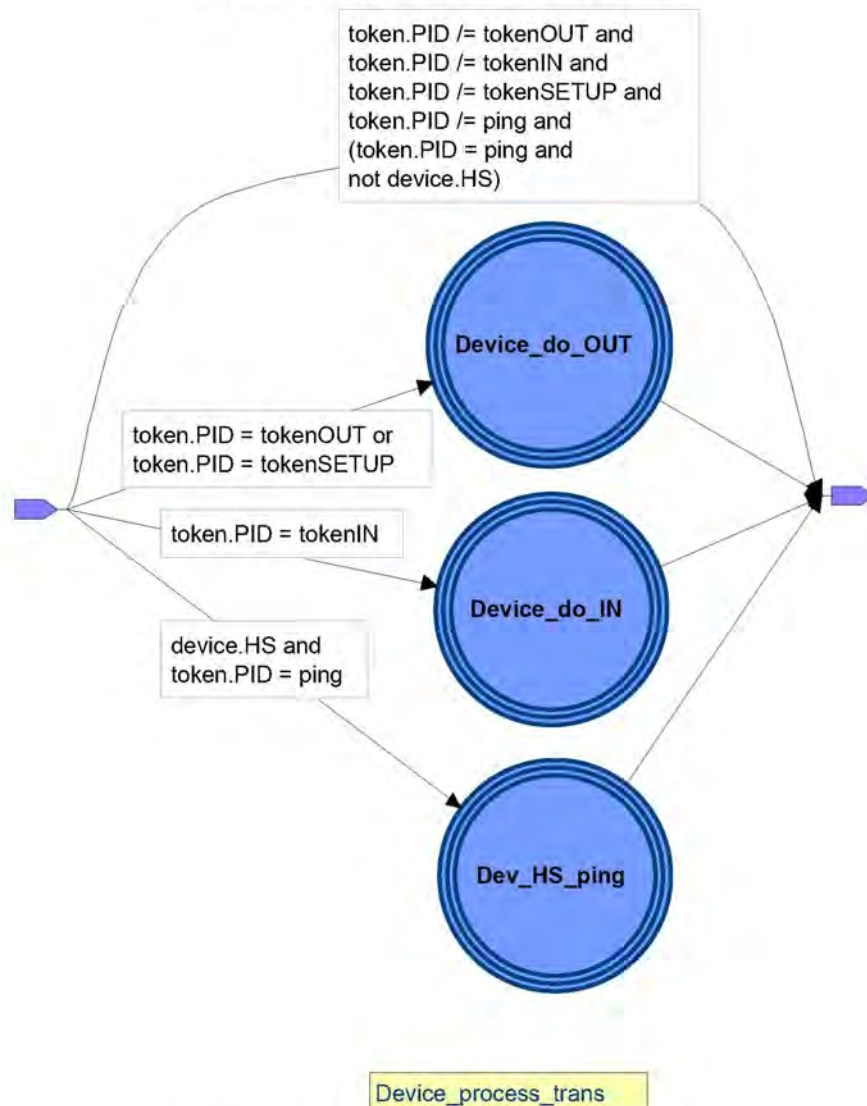 token.PID /= tokenOUT and
token.PID /= tokenIN and
token.PID /= tokenSETUP and
token.PID /= ping and
(token.PID = ping and
not device.HS)
Device_do_OUT
token.PID = tokenOUT or
token.PID = tokenSETUP
token.PID = tokenIN
Device_do_IN
device.HS and
token.PID = ping
Dev_HS_ping
Device_process_trans